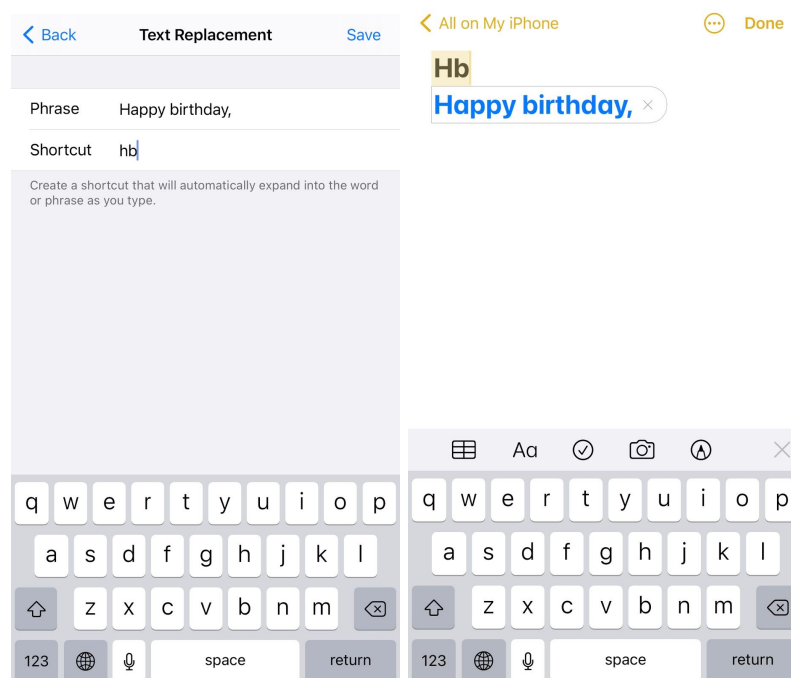 Back Text Replacement Save
Phrase Happy birthday,
Shortcut hb
Create a shortcut that will automatically expand into the word
or phrase as you type.
q w e r t y u i o p
a s d f g h j k l
z x c v b n m
123 space return
All on My iPhone Done
Hb
Happy birthday, ×
Aa
q w e r t y u i o p
a s d f g h j k l
z x c v b n m
123 space return